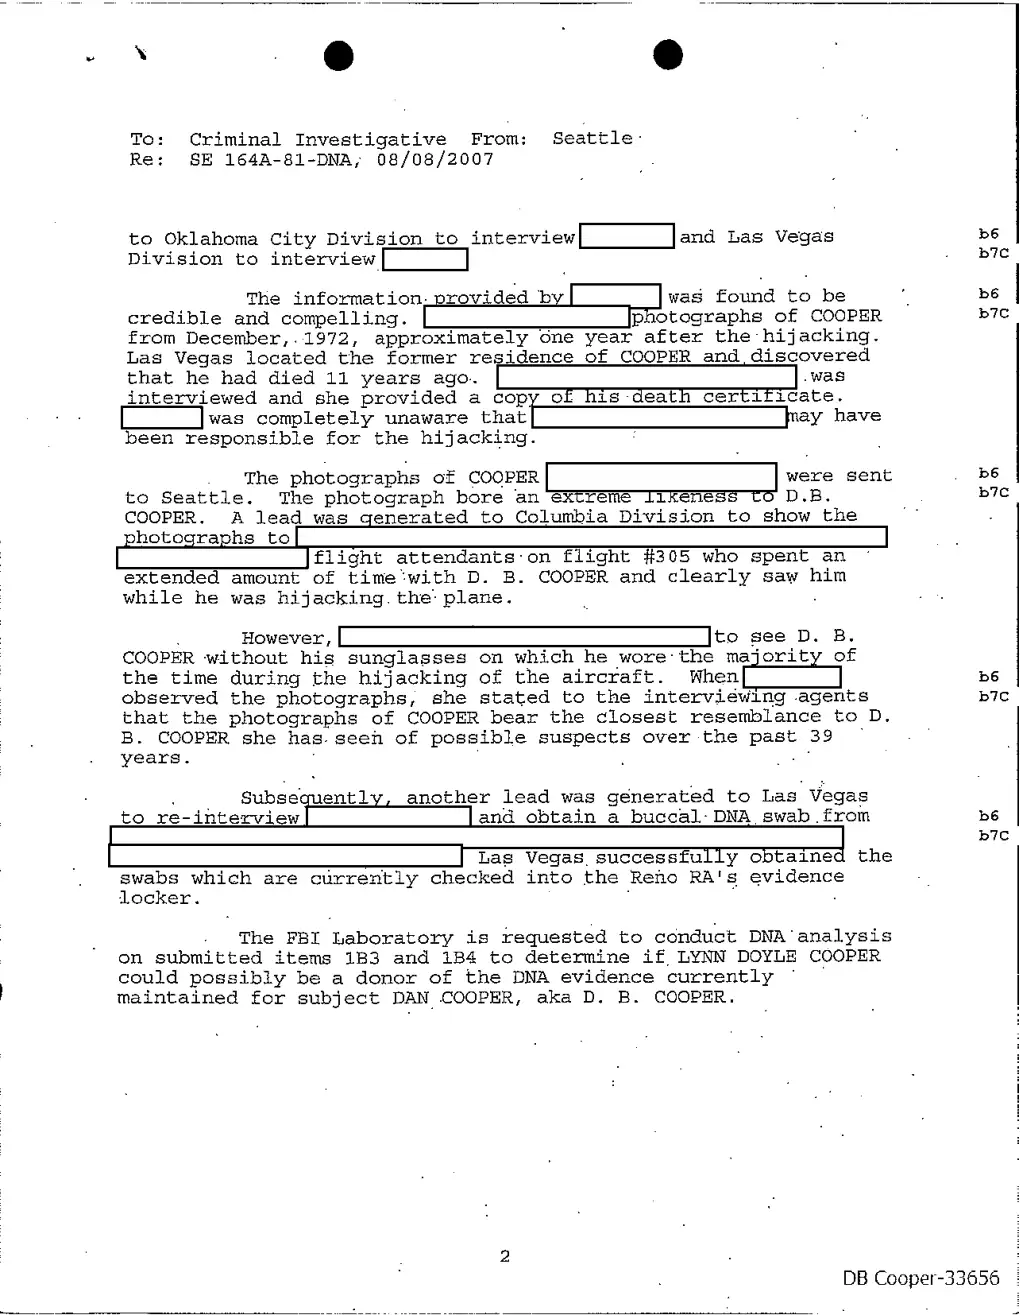 To: Criminal Investigative From: Seattle
Re: SE 164A-81-DNA, 08/08/2007
to Oklahoma City Division to interview and Las Vegas b6
Division to interview b7C
The information provided by was found to be b6
credible and compelling. photographs of COOPER b7C
from December, 1972, approximately one year after the hijacking.
Las Vegas located the former residence of COOPER and discovered
that he had died 11 years ago. was
interviewed and she provided a copy of his death certificate.
was completely unaware that may have
been responsible for the hijacking.
The photographs of COOPER were sent b6
to Seattle. The photograph bore an extreme likeness to D.B. b7C
COOPER. A lead was generated to Columbia Division to show the
photographs to
flight attendants on flight #305 who spent an
extended amount of time with D. B. COOPER and clearly saw him
while he was hijacking the plane.
However, to see D. B.
COOPER without his sunglasses on which he wore the majority of
the time during the hijacking of the aircraft. When b6
observed the photographs, she stated to the interviewing agents b7C
that the photographs of COOPER bear the closest resemblance to D.
B. COOPER she has seen of possible suspects over the past 39
years.
Subsequently, another lead was generated to Las Vegas
to re-interview and obtain a buccal DNA swab from b6
b7C
Las Vegas successfully obtained the
swabs which are currently checked into the Reno RA's evidence
locker.
The FBI Laboratory is requested to conduct DNA analysis
on submitted items 1B3 and 1B4 to determine if LYNN DOYLE COOPER
could possibly be a donor of the DNA evidence currently
maintained for subject DAN COOPER, aka D. B. COOPER.
2
DB Cooper-33656